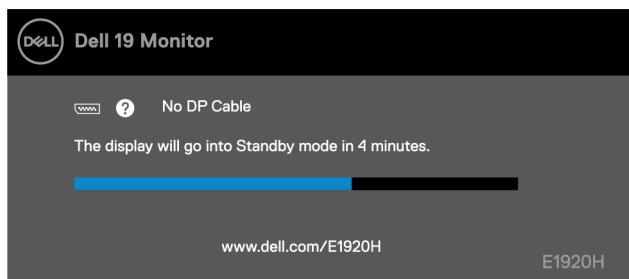 DELL Dell 19 Monitor
? No DP Cable
The display will go into Standby mode in 4 minutes.
www.dell.com/E1920H
E1920H